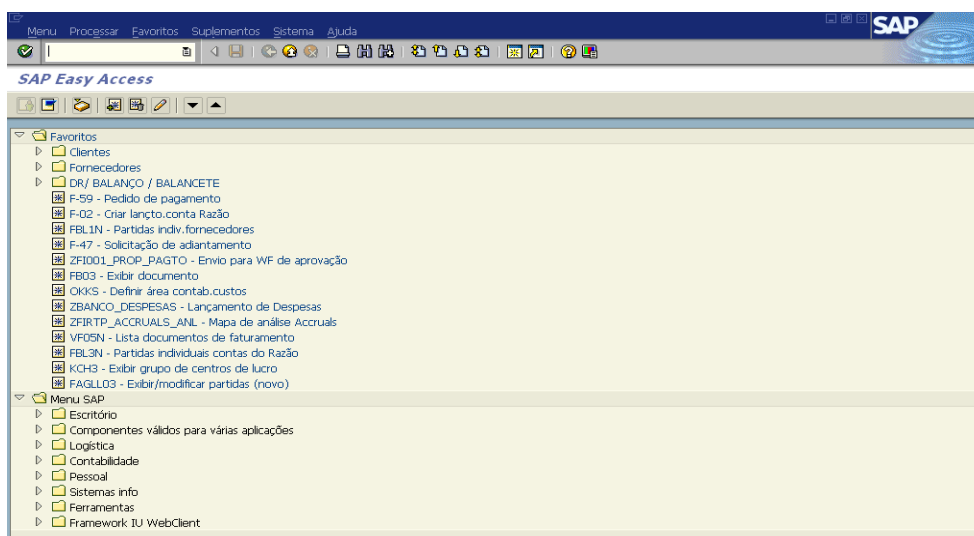 Menu Processar Favoritos Suplementos Sistema Ajuda
SAP
SAP Easy Access
Favoritos
Clientes
Fornecedores
DR/ BALANÇO / BALANCETE
F-59 - Pedido de pagamento
F-02 - Criar lançto.conta Razão
FBL1N - Partidas indiv.fornecedores
F-47 - Solicitação de adiantamento
ZFI001_PROP_PAGTO - Envio para WF de aprovação
FB03 - Exibir documento
OKKS - Definir área contab.custos
ZBANCO_DESPESAS - Lançamento de Despesas
ZFIRTP_ACCRUALS_ANL - Mapa de análise Accruals
VF05N - Lista documentos de faturamento
FBL3N - Partidas individuais contas do Razão
KCH3 - Exibir grupo de centros de lucro
FAGLL03 - Exibir/modificar partidas (novo)
Menu SAP
Escritório
Componentes válidos para várias aplicações
Logística
Contabilidade
Pessoal
Sistemas info
Ferramentas
Framework IU WebClient